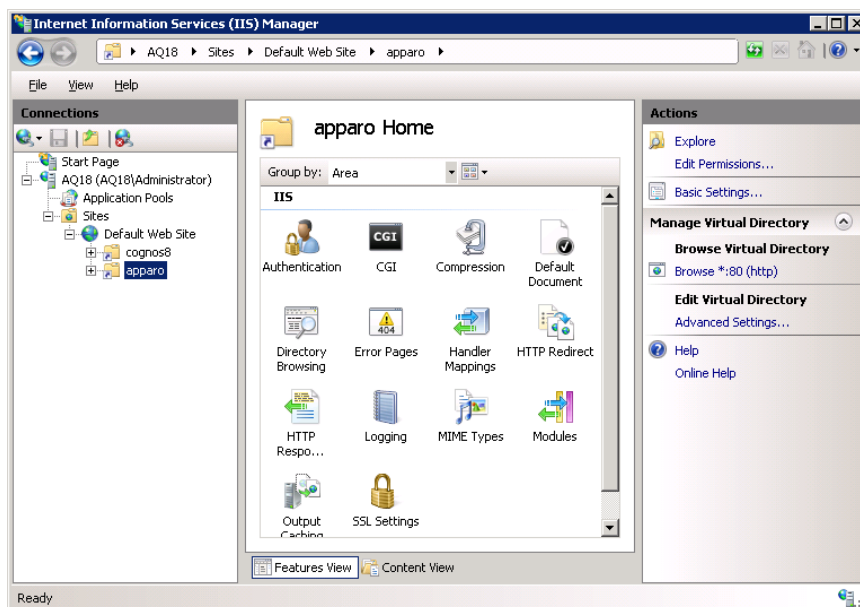 Internet Information Services (IIS) Manager
AQ18 Sites Default Web Site apparo
File View Help
Connections
Start Page
AQ18 (AQ18\Administrator)
Application Pools
Sites
Default Web Site
cognos8
apparo
apparo Home
Group by: Area
IIS
Authentication
CGI
CGI
Compression
Default
Document
Directory
Browsing
404
Error Pages
Handler
Mappings
HTTP Redirect
HTTP
Respo...
Logging
MIME Types
Modules
Output
Caching
SSL Settings
Features View Content View
Actions
Explore
Edit Permissions...
Basic Settings...
Manage Virtual Directory
Browse Virtual Directory
Browse *:80 (http)
Edit Virtual Directory
Advanced Settings...
Help
Online Help
Ready